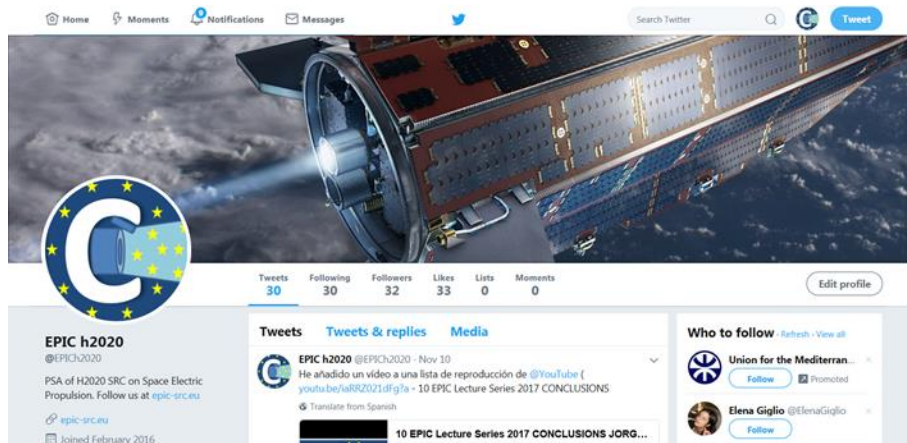 Home Moments Notifications Messages Search Twitter Tweet
Tweets Following Followers Likes Lists Moments
30 30 32 33 0 0
Edit profile
EPIC h2020
@EPICh2020
PSA of H2020 SRC on Space Electric
Propulsion. Follow us at epic-src.eu
epic-src.eu
Joined February 2016
Tweets Tweets & replies Media
EPIC h2020 @EPICh2020 · Nov 10
He añadido un vídeo a una lista de reproducción de @YouTube (
youtu.be/iaRRZ021dFg?a - 10 EPIC Lecture Series 2017 CONCLUSIONS
Translate from Spanish
10 EPIC Lecture Series 2017 CONCLUSIONS JORG...
Who to follow · Refresh · View all
Union for the Mediterran...
Follow Promoted
Elena Giglio @ElenaGiglio
Follow